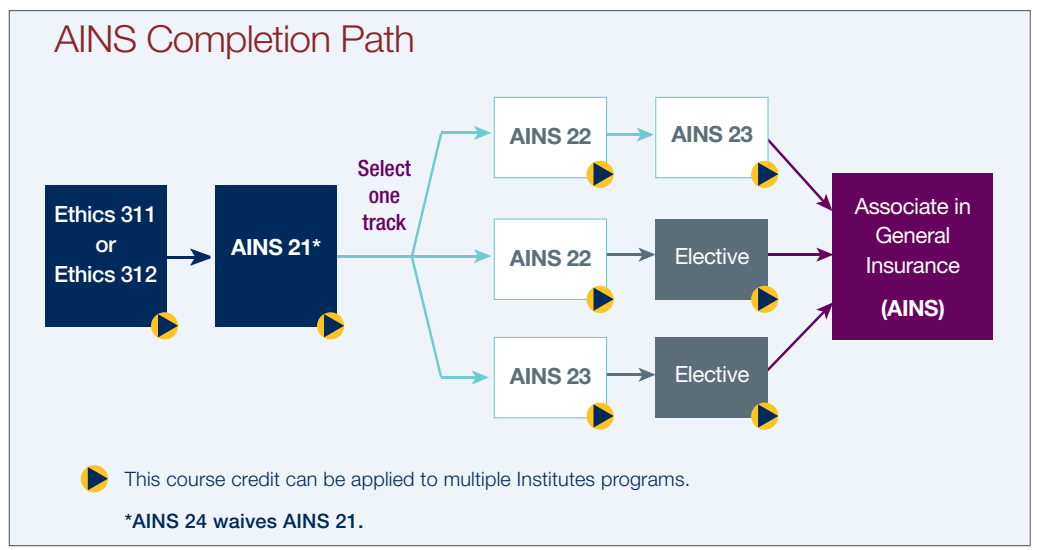 AINS Completion Path
Ethics 311
or
Ethics 312
AINS 21*
Select
one
track
AINS 22
AINS 23
AINS 22
Elective
AINS 23
Elective
Associate in
General
Insurance
(AINS)
This course credit can be applied to multiple Institutes programs.
*AINS 24 waives AINS 21.